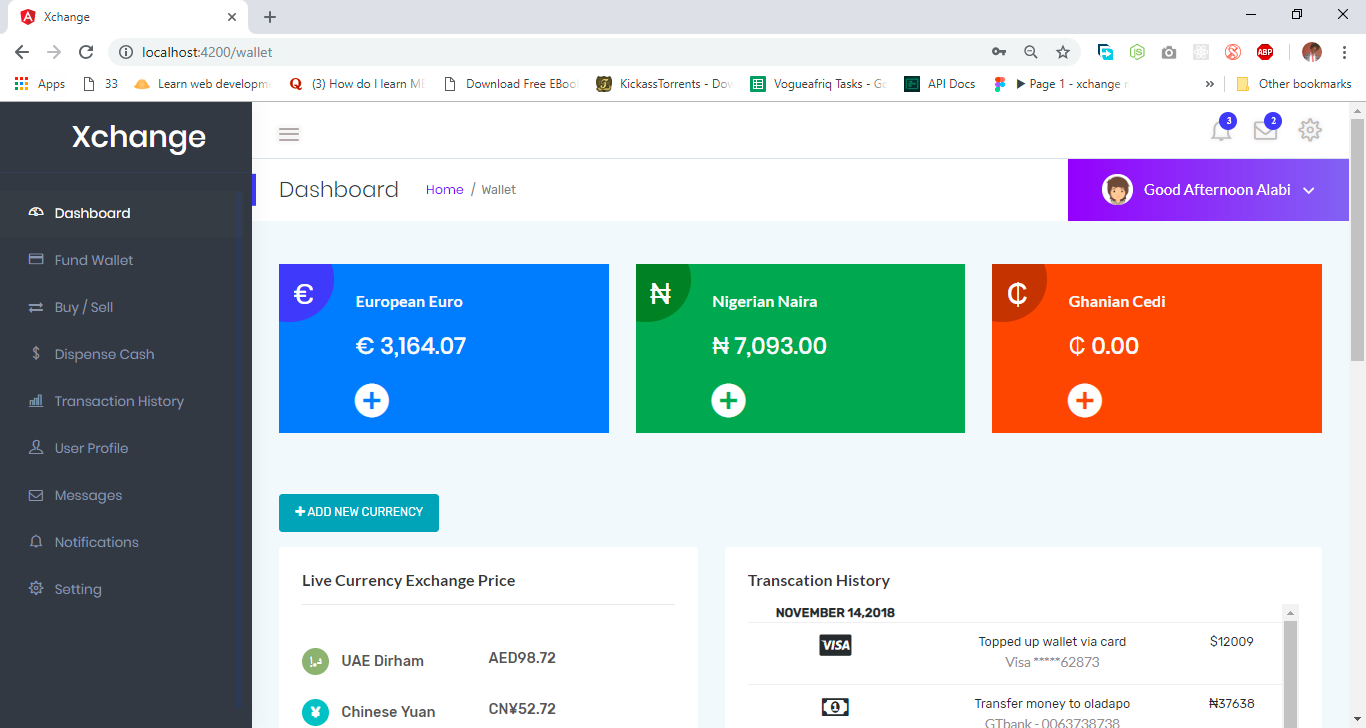 Xchange
localhost:4200/wallet
ABP
Apps
33
Learn web developm
(3) How do I learn ME
Download Free EBoo
KickassTorrents - Do
Vogueafriq Tasks - Go
API Docs
▶ Page 1 - xchange
»
Other bookmarks
Xchange
3
2
Dashboard
Home / Wallet
Good Afternoon Alabi
Dashboard
Fund Wallet
Buy / Sell
Dispense Cash
Transaction History
User Profile
Messages
Notifications
Setting
€
European Euro
€ 3,164.07
₦
Nigerian Naira
₦ 7,093.00
₵
Ghanian Cedi
₵ 0.00
+ ADD NEW CURRENCY
Live Currency Exchange Price
UAE Dirham AED98.72
¥ Chinese Yuan CN¥52.72
Transcation History
NOVEMBER 14,2018
VISA Topped up wallet via card $12009
Visa *****62873
1 Transfer money to oladapo ₦37638
GTbank - 0063738738